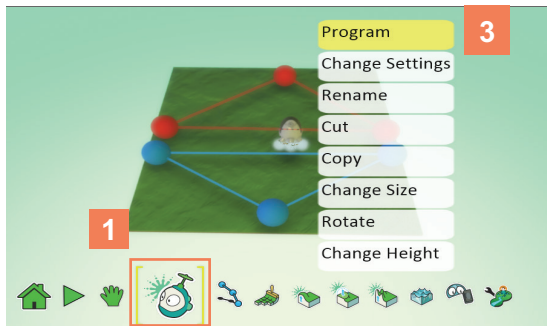 Program
3
Change Settings
Rename
Cut
Copy
Change Size
Rotate
Change Height
1